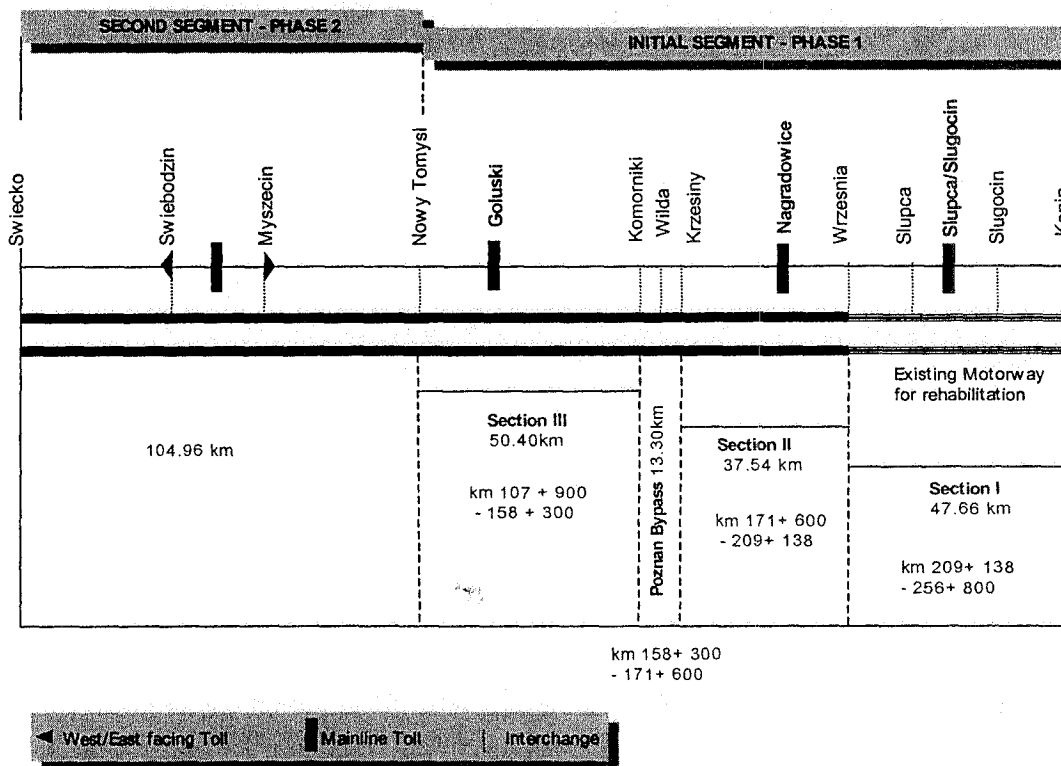 SECOND SEGMENT - PHASE 2
INITIAL SEGMENT - PHASE 1
Swiecko
Swiebodzin
Myszecin
Nowy Tomysl
Goluski
Komorniki
Wilda
Krzesiny
Nagradowice
Wrzesnia
Slupca
Slupca/Slugocin
Slugocin
Konin
Existing Motorway
for rehabilitation
104.96 km
Section III
50.40km
km 107 + 900
- 158 + 300
Poznan Bypass 13.30km
Section II
37.54 km
km 171+ 600
- 209+ 138
Section I
47.66 km
km 209+ 138
- 256+ 800
km 158+ 300
- 171+ 600
West/East facing Toll
Mainline Toll
Interchange